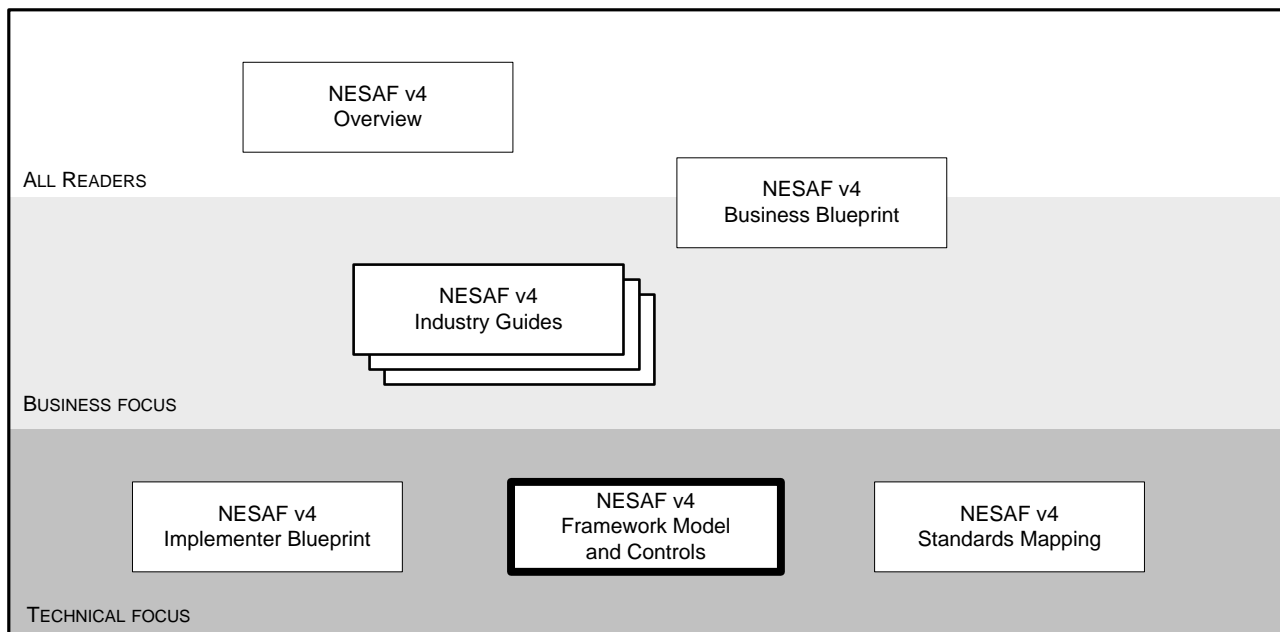 NESAF v4
Overview
ALL READERS
NESAF v4
Business Blueprint
NESAF v4
Industry Guides
BUSINESS FOCUS
NESAF v4
Implementer Blueprint
NESAF v4
Framework Model
and Controls
NESAF v4
Standards Mapping
TECHNICAL FOCUS